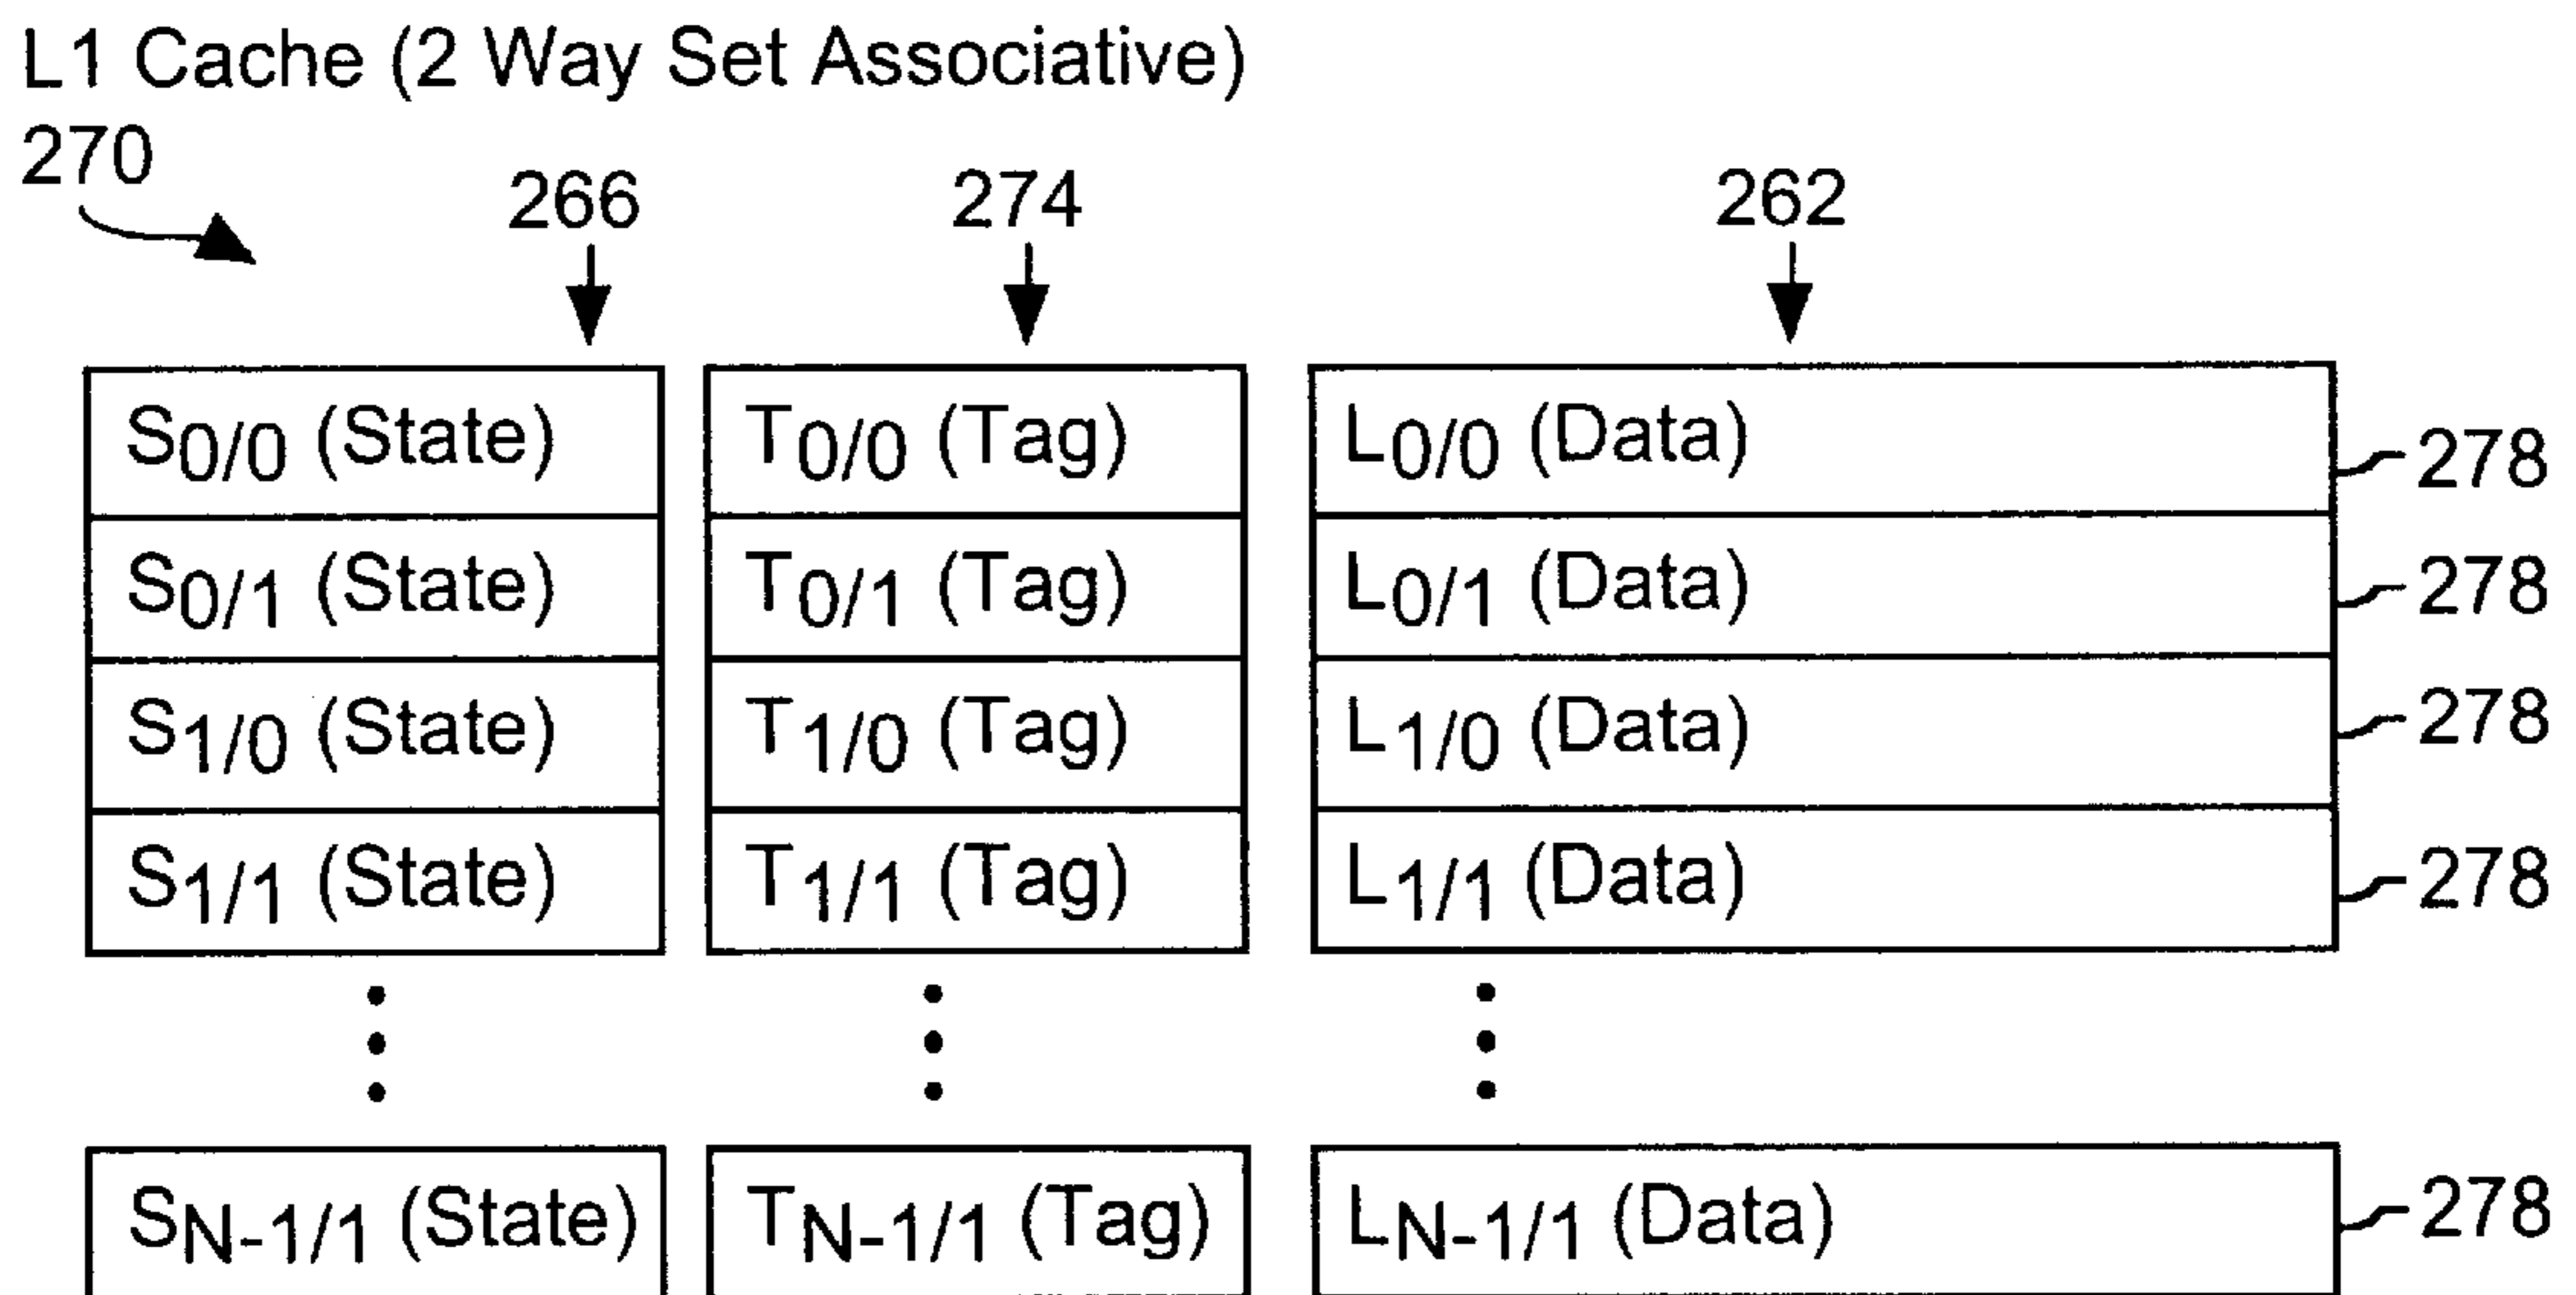 L1 Cache (2 Way Set Associative)
270
266 274 262
S0/0 (State) T0/0 (Tag) L0/0 (Data) 278
S0/1 (State) T0/1 (Tag) L0/1 (Data) 278
S1/0 (State) T1/0 (Tag) L1/0 (Data) 278
S1/1 (State) T1/1 (Tag) L1/1 (Data) 278
SN-1/1 (State) TN-1/1 (Tag) LN-1/1 (Data) 278